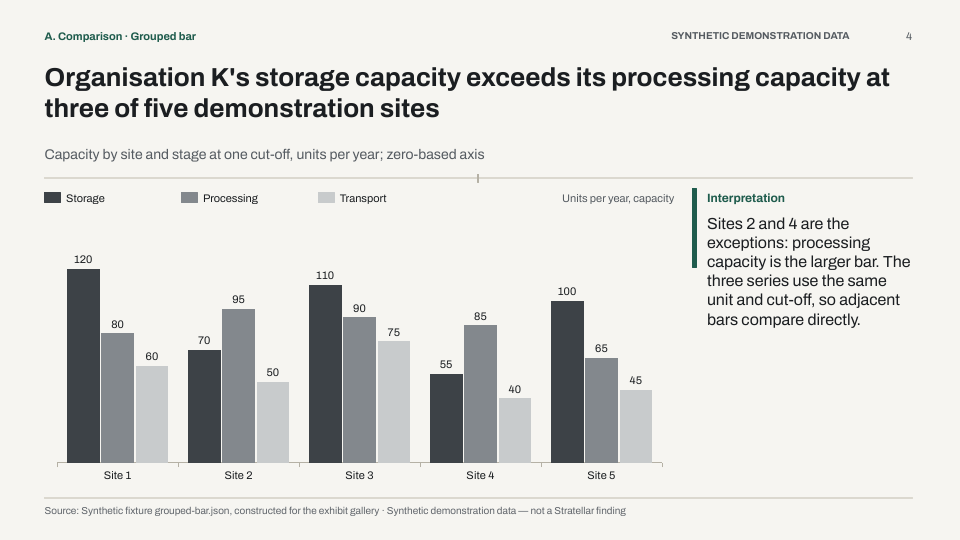 A. Comparison · Grouped bar
SYNTHETIC DEMONSTRATION DATA
4
Organisation K's storage capacity exceeds its processing capacity at
three of five demonstration sites
Capacity by site and stage at one cut-off, units per year; zero-based axis
Storage
Processing
Transport
Units per year, capacity
120
80
60
70
95
50
110
90
75
55
85
40
100
65
45
Site 1
Site 2
Site 3
Site 4
Site 5
Interpretation
Sites 2 and 4 are the
exceptions: processing
capacity is the larger bar. The
three series use the same
unit and cut-off, so adjacent
bars compare directly.
Source: Synthetic fixture grouped-bar.json, constructed for the exhibit gallery · Synthetic demonstration data — not a Stratellar finding